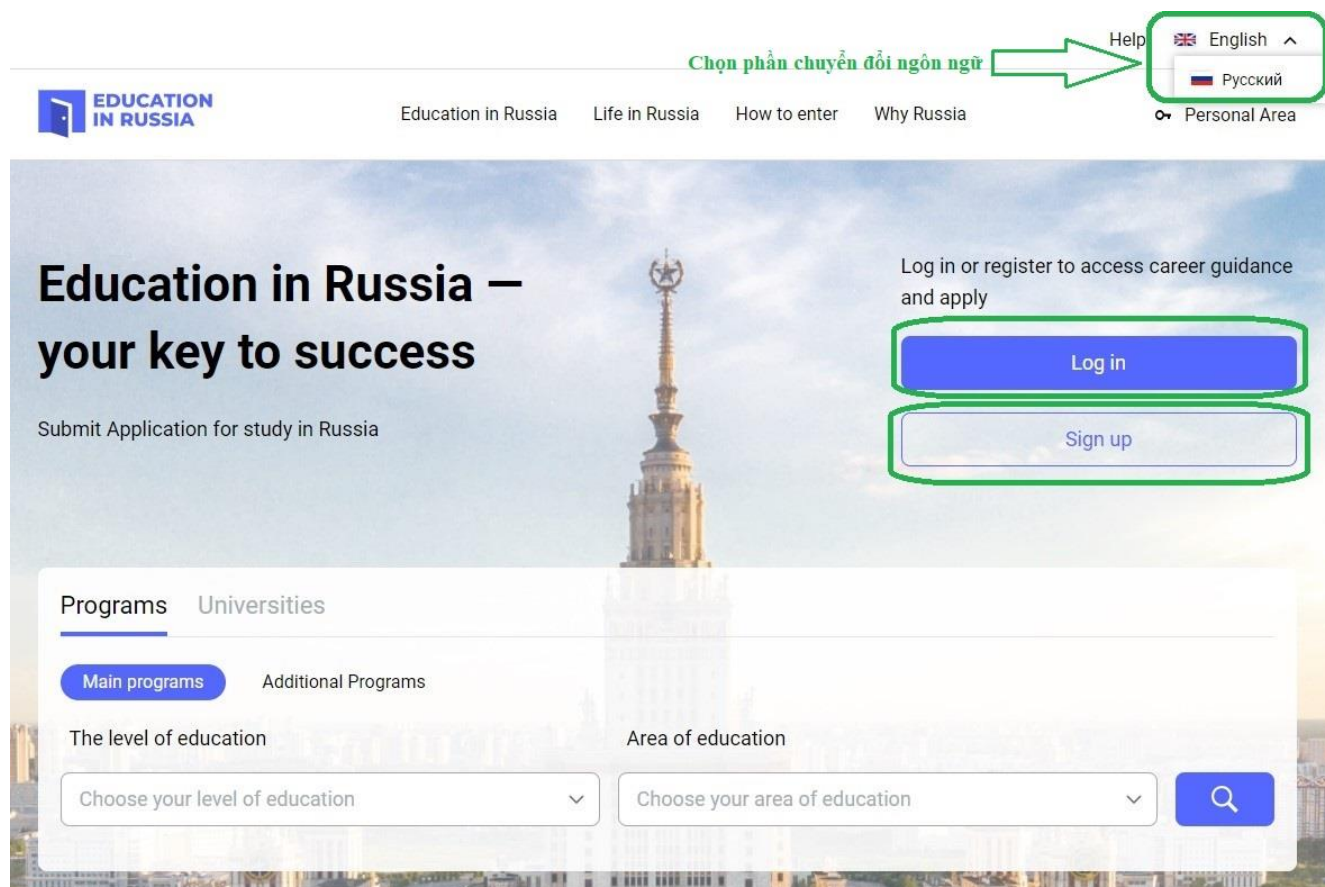 Help English
Chọn phần chuyển đổi ngôn ngữ
Русский
EDUCATION
IN RUSSIA
Education in Russia Life in Russia How to enter Why Russia Personal Area
Education in Russia —
your key to success
Submit Application for study in Russia
Log in or register to access career guidance
and apply
Log in
Sign up
Programs Universities
Main programs Additional Programs
The level of education Area of education
Choose your level of education Choose your area of education